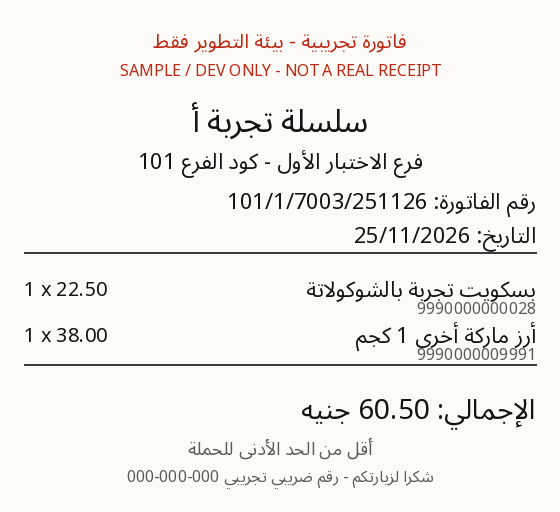 فاتورة تجريبية - بيئة التطوير فقط
SAMPLE / DEV ONLY - NOT A REAL RECEIPT
سلسلة تجربة أ
فرع الاختبار الأول - كود الفرع 101
رقم الفاتورة: 101/1/7003/251126
التاريخ: 25/11/2026
بسكويت تجربة بالشوكولاتة 1 x 22.50
9990000000028
أرز ماركة أخرى 1 كجم 1 x 38.00
9990000009991
الإجمالي: 60.50 جنيه
أقل من الحد الأدنى للحملة
شكرا لزيارتكم - رقم ضريبي تجريبي 000-000-000